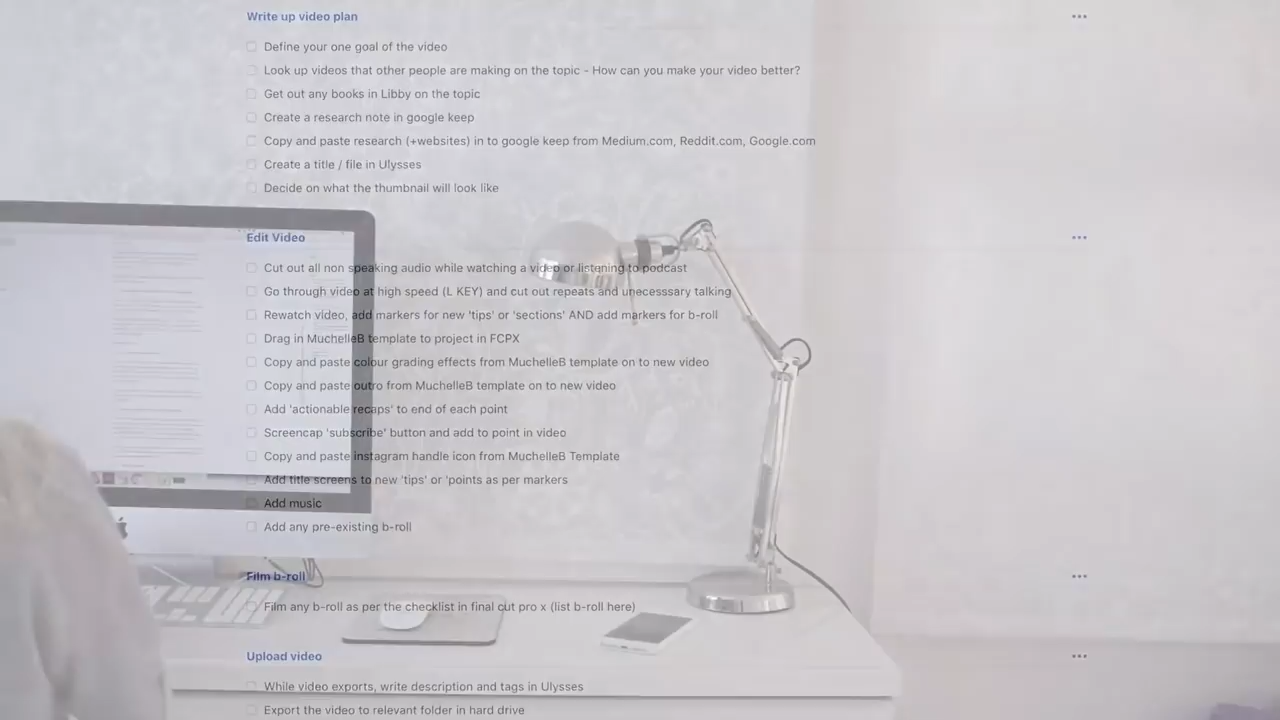 Write up video plan
Define your one goal of the video
Look up videos that other people are making on the topic - How can you make your video better?
Get out any books in Libby on the topic
Create a research note in google keep
Copy and paste research (+websites) in to google keep from Medium.com, Reddit.com, Google.com
Create a title / file in Ulysses
Decide on what the thumbnail will look like
Edit Video
Cut out all non speaking audio while watching a video or listening to podcast
Go through video at high speed (L KEY) and cut out repeats and unecesssary talking
Rewatch video, add markers for new 'tips' or 'sections' AND add markers for b-roll
Drag in MuchelleB template to project in FCPX
Copy and paste colour grading effects from MuchelleB template on to new video
Copy and paste outro from MuchelleB template on to new video
Add 'actionable recaps' to end of each point
Screencap 'subscribe' button and add to point in video
Copy and paste instagram handle icon from MuchelleB Template
Add title screens to new 'tips' or 'points as per markers
Add music
Add any pre-existing b-roll
Film b-roll
Film any b-roll as per the checklist in final cut pro x (list b-roll here)
Upload video
While video exports, write description and tags in Ulysses
Export the video to relevant folder in hard drive